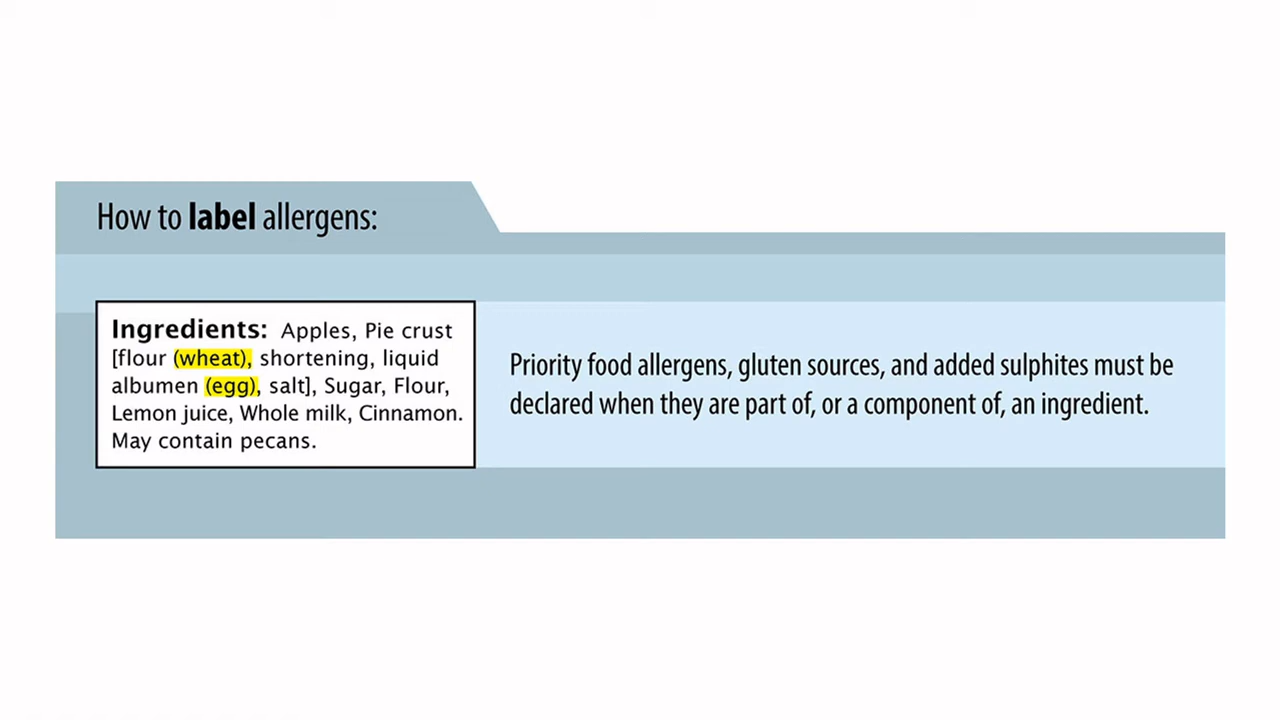 How to label allergens:
Ingredients: Apples, Pie crust
[flour (wheat), shortening, liquid
albumen (egg), salt], Sugar, Flour,
Lemon juice, Whole milk, Cinnamon.
May contain pecans.
Priority food allergens, gluten sources, and added sulphites must be
declared when they are part of, or a component of, an ingredient.